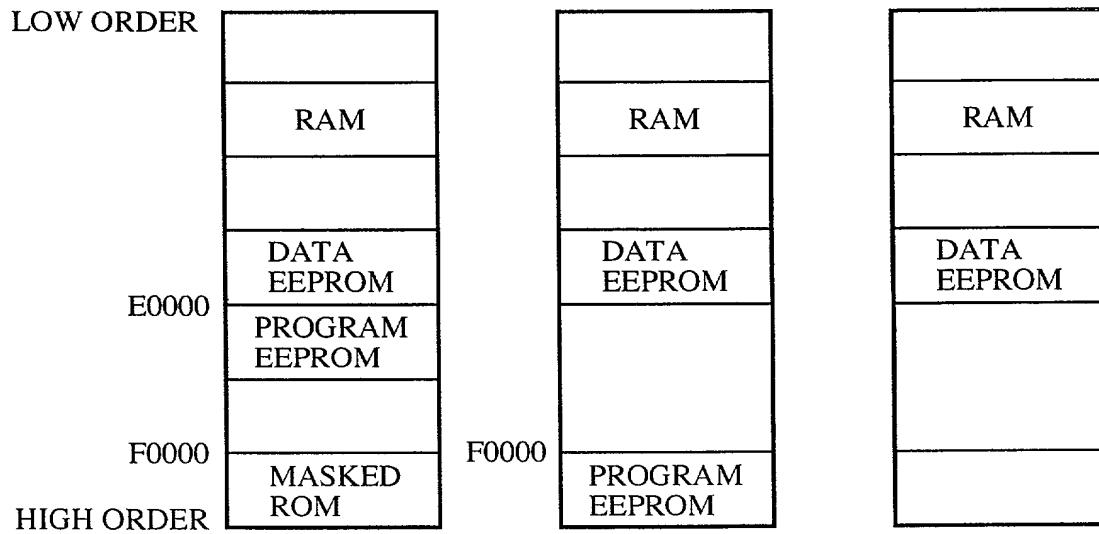 LOW ORDER
RAM
RAM
RAM
DATA
EEPROM
DATA
EEPROM
DATA
EEPROM
E0000
PROGRAM
EEPROM
F0000
F0000
MASKED
ROM
PROGRAM
EEPROM
HIGH ORDER